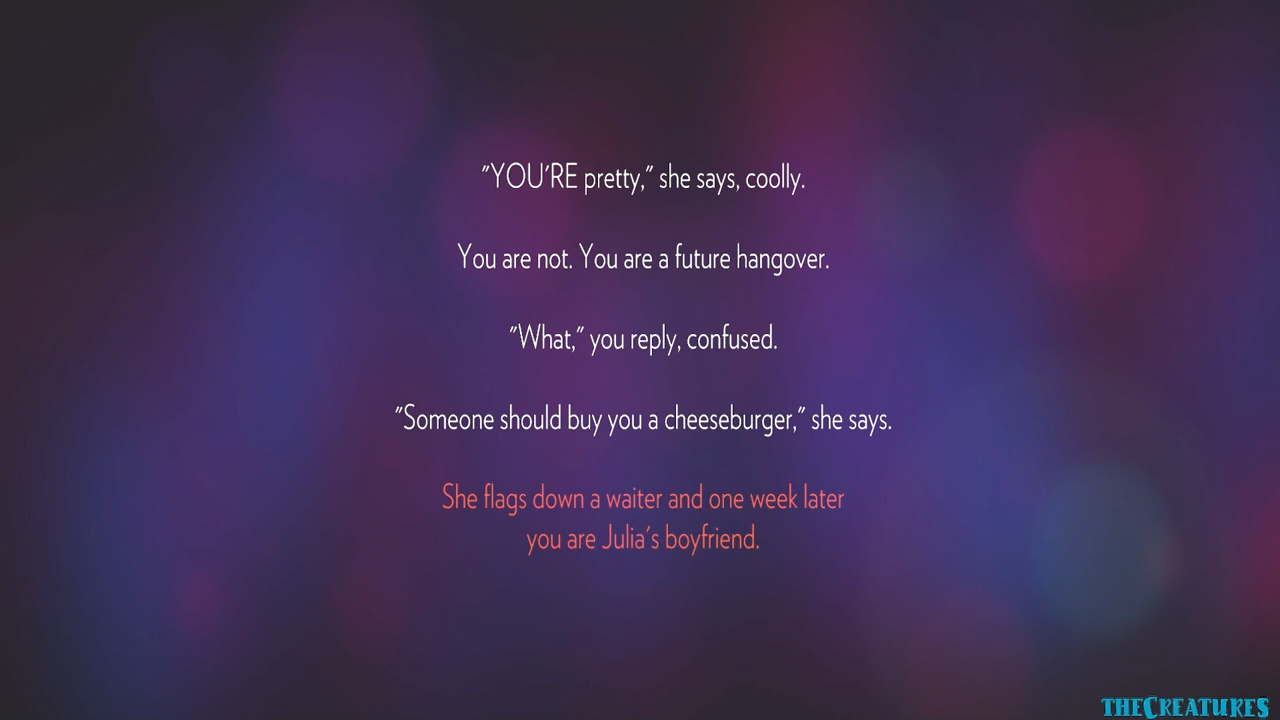 "YOU'RE pretty," she says, coolly.
You are not. You are a future hangover.
"What," you reply, confused.
"Someone should buy you a cheeseburger," she says.
She flags down a waiter and one week later
you are Julia's boyfriend.
THECREATURES